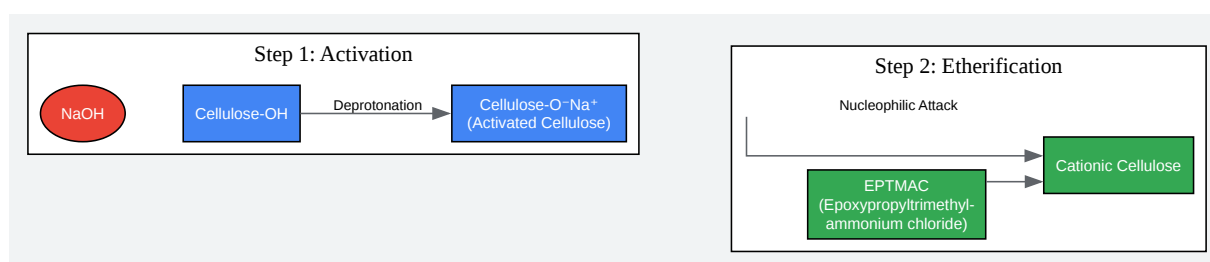 Step 1: Activation
NaOH
Cellulose-OH
Deprotonation
Cellulose-O⁻Na⁺
(Activated Cellulose)
Step 2: Etherification
Nucleophilic Attack
Cationic Cellulose
EPTMAC
(Epoxypropyltrimethyl-
ammonium chloride)